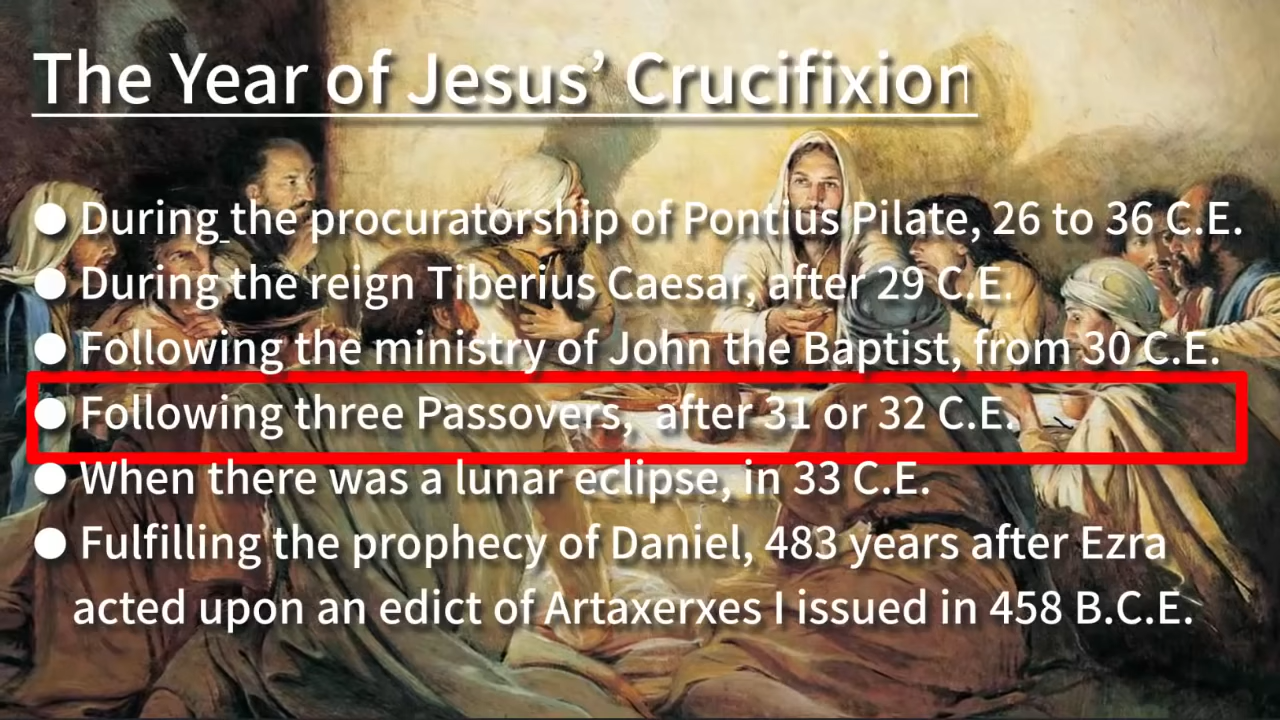 The Year of Jesus’ Crucifixion
● During the procuratorship of Pontius Pilate, 26 to 36 C.E.
● During the reign Tiberius Caesar, after 29 C.E.
● Following the ministry of John the Baptist, from 30 C.E.
● Following three Passovers,  after 31 or 32 C.E.
● When there was a lunar eclipse, in 33 C.E.
● Fulfilling the prophecy of Daniel, 483 years after Ezra
acted upon an edict of Artaxerxes I issued in 458 B.C.E.